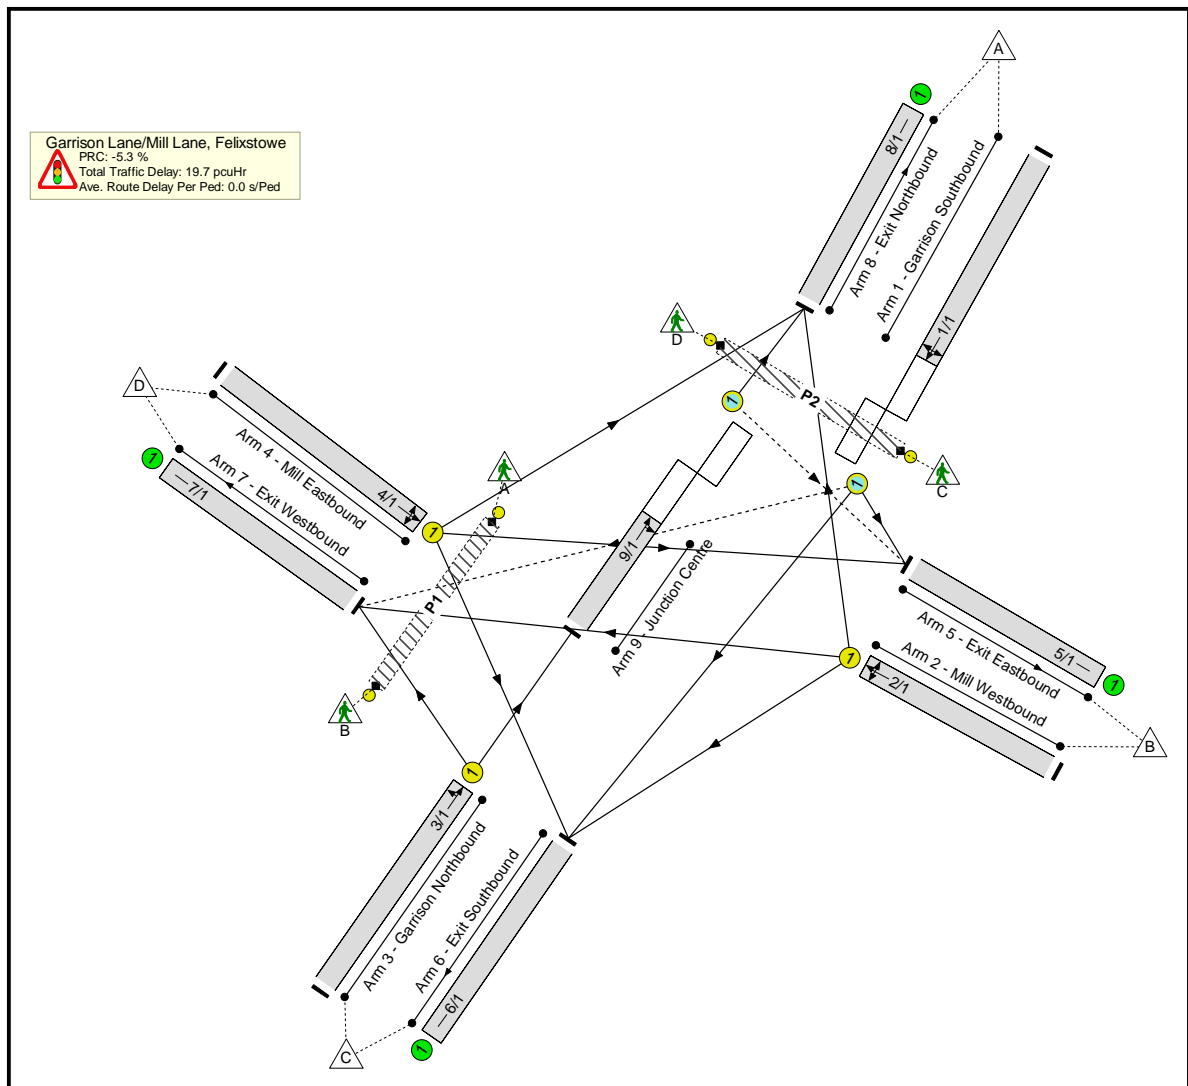 Garrison Lane/Mill Lane, Felixstowe
PRC: -5.3 %
Total Traffic Delay: 19.7 pcuHr
Ave. Route Delay Per Ped: 0.0 s/Ped
A
1
8/1
Arm 8 - Exit Northbound
Arm 1 - Garrison Southbound
1/1
D
P2
C
1
1
D
Arm 4 - Mill Eastbound
4/1
1
Arm 7 - Exit Westbound
7/1
1
A
P1
B
9/1
Arm 9 - Junction Centre
1
2/1
Arm 5 - Exit Eastbound
5/1
1
Arm 2 - Mill Westbound
B
1
3/1
Arm 3 - Garrison Northbound
Arm 6 - Exit Southbound
6/1
1
C